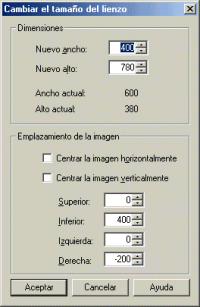 Cambiar el tamaño del lienzo
Dimensiones
Nuevo ancho: 400
Nuevo alto: 780
Ancho actual: 600
Alto actual: 380
Emplazamiento de la imagen
Centrar la imagen horizontalmente
Centrar la imagen verticalmente
Superior: 0
Inferior: 400
Izquierda: 0
Derecha: -200
Aceptar Cancelar Ayuda